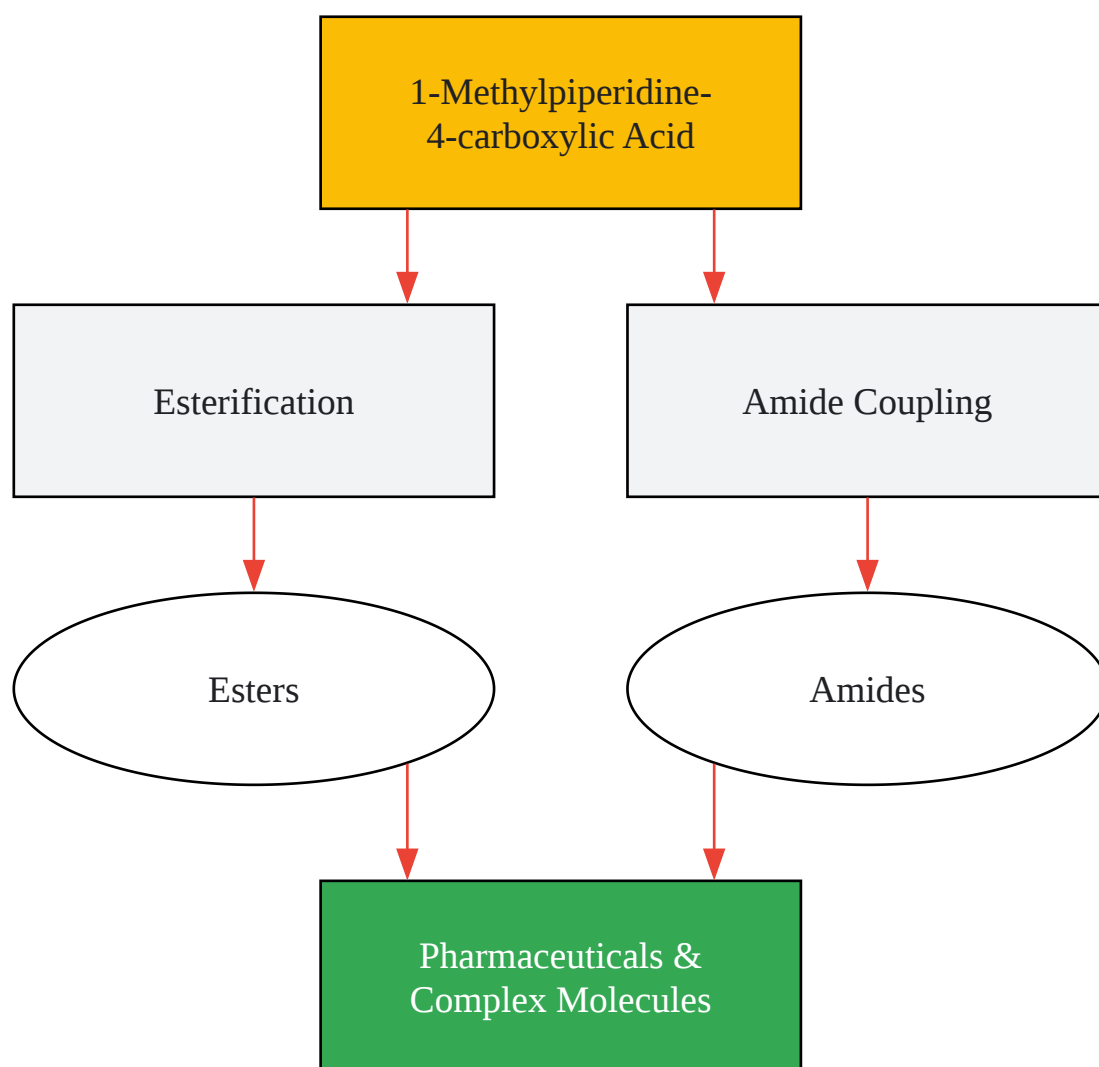 1-Methylpiperidine-
4-carboxylic Acid
Esterification
Amide Coupling
Esters
Amides
Pharmaceuticals &
Complex Molecules